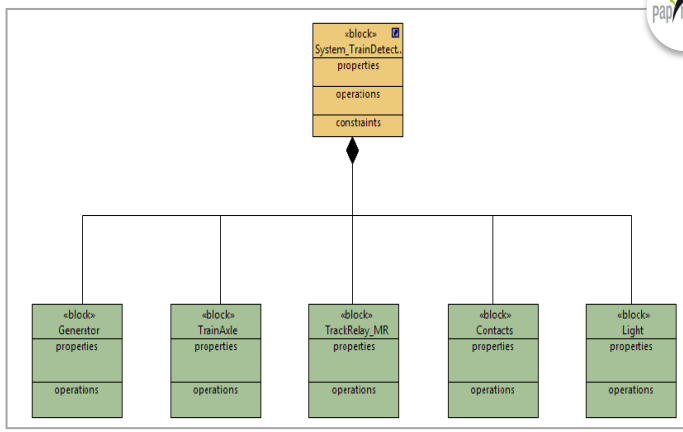 «block»
System_TrainDetect..
properties
operations
constraints
«block»
Generator
properties
operations
«block»
TrainAxle
properties
operations
«block»
TrackRelay_MR
properties
operations
«block»
Contacts
properties
operations
«block»
Light
properties
operations
pap